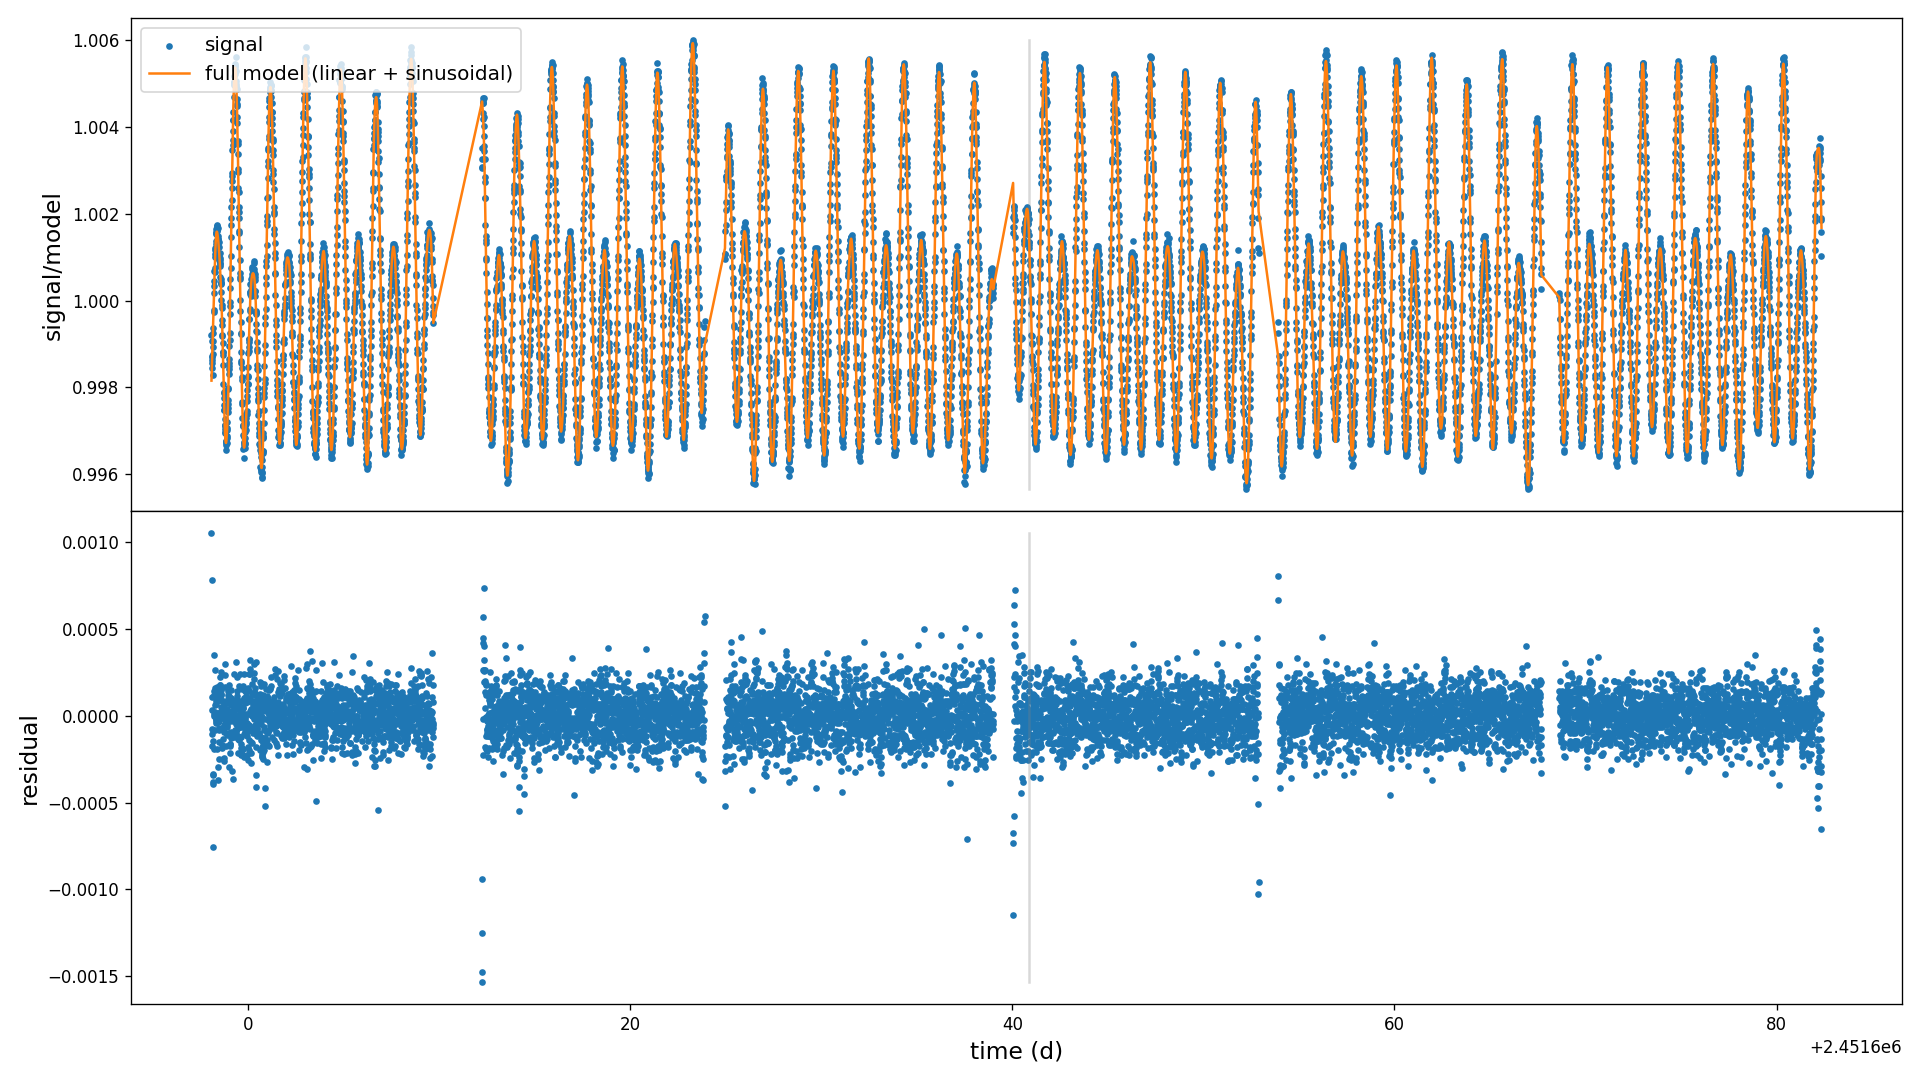 signal
full model (linear + sinusoidal)
1.006
1.004
1.002
1.000
0.998
0.996
signal/model
0.0010
0.0005
0.0000
−0.0005
−0.0010
−0.0015
residual
0
20
40
60
80
time (d)
+2.4516e6